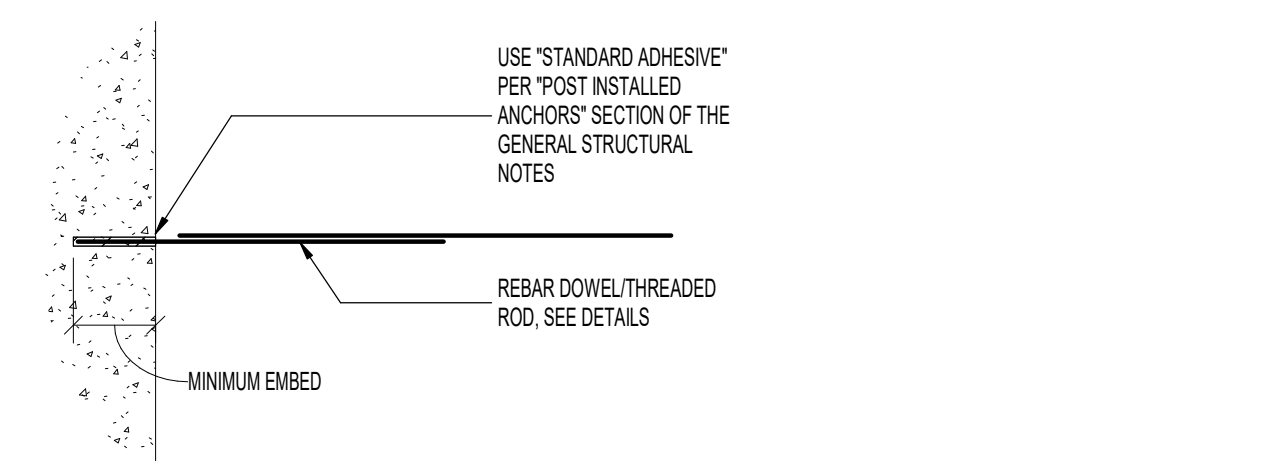 USE "STANDARD ADHESIVE"
PER "POST INSTALLED
ANCHORS" SECTION OF THE
GENERAL STRUCTURAL
NOTES
REBAR DOWEL/THREADED
ROD, SEE DETAILS
MINIMUM EMBED